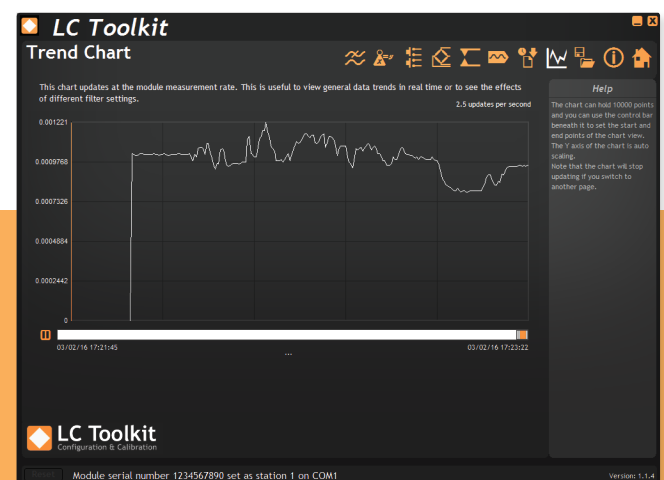 LC Toolkit
Trend Chart
This chart updates at the module measurement rate. This is useful to view general data trends in real time or to see the effects
of different filter settings.
2.5 updates per second
0.001221
0.0009768
0.0007326
0.0004884
0.0002442
0
03/02/16 17:21:45
...
03/02/16 17:23:22
Help
The chart can hold 10000 points
and you can use the control bar
beneath it to set the start and
end points of the chart view.
The Y axis of the chart is auto
scaling.
Note that the chart will stop
updating if you switch to
another page.
LC Toolkit
Configuration & Calibration
Module serial number 1234567890 set as station 1 on COM1
Version: 1.1.4